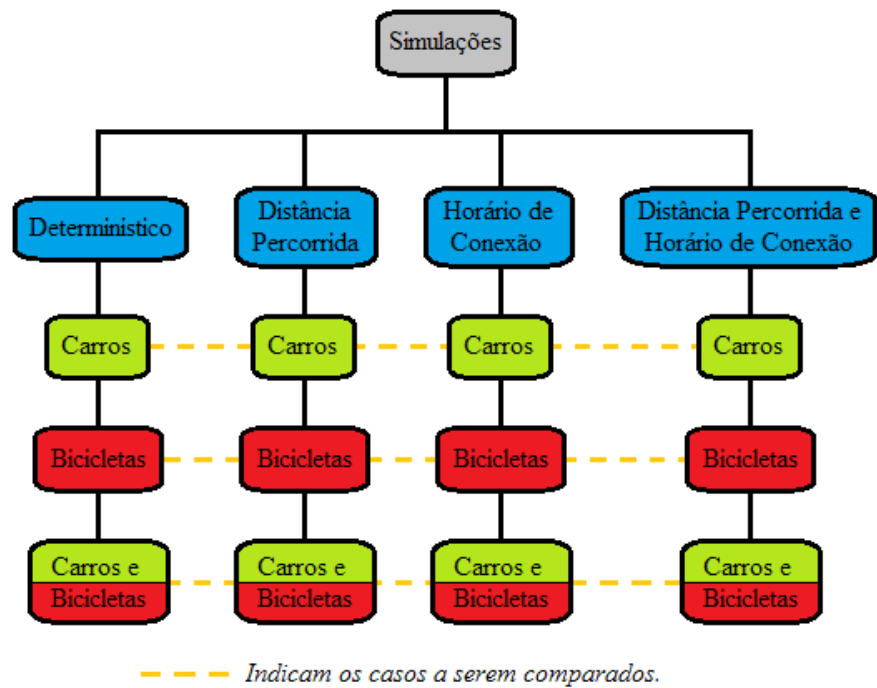 Simulações
Determinístico
Distância
Percorrida
Horário de
Conexão
Distância Percorrida e
Horário de Conexão
Carros
Carros
Carros
Carros
Bicicletas
Bicicletas
Bicicletas
Bicicletas
Carros e
Bicicletas
Carros e
Bicicletas
Carros e
Bicicletas
Carros e
Bicicletas
Indicam os casos a serem comparados.